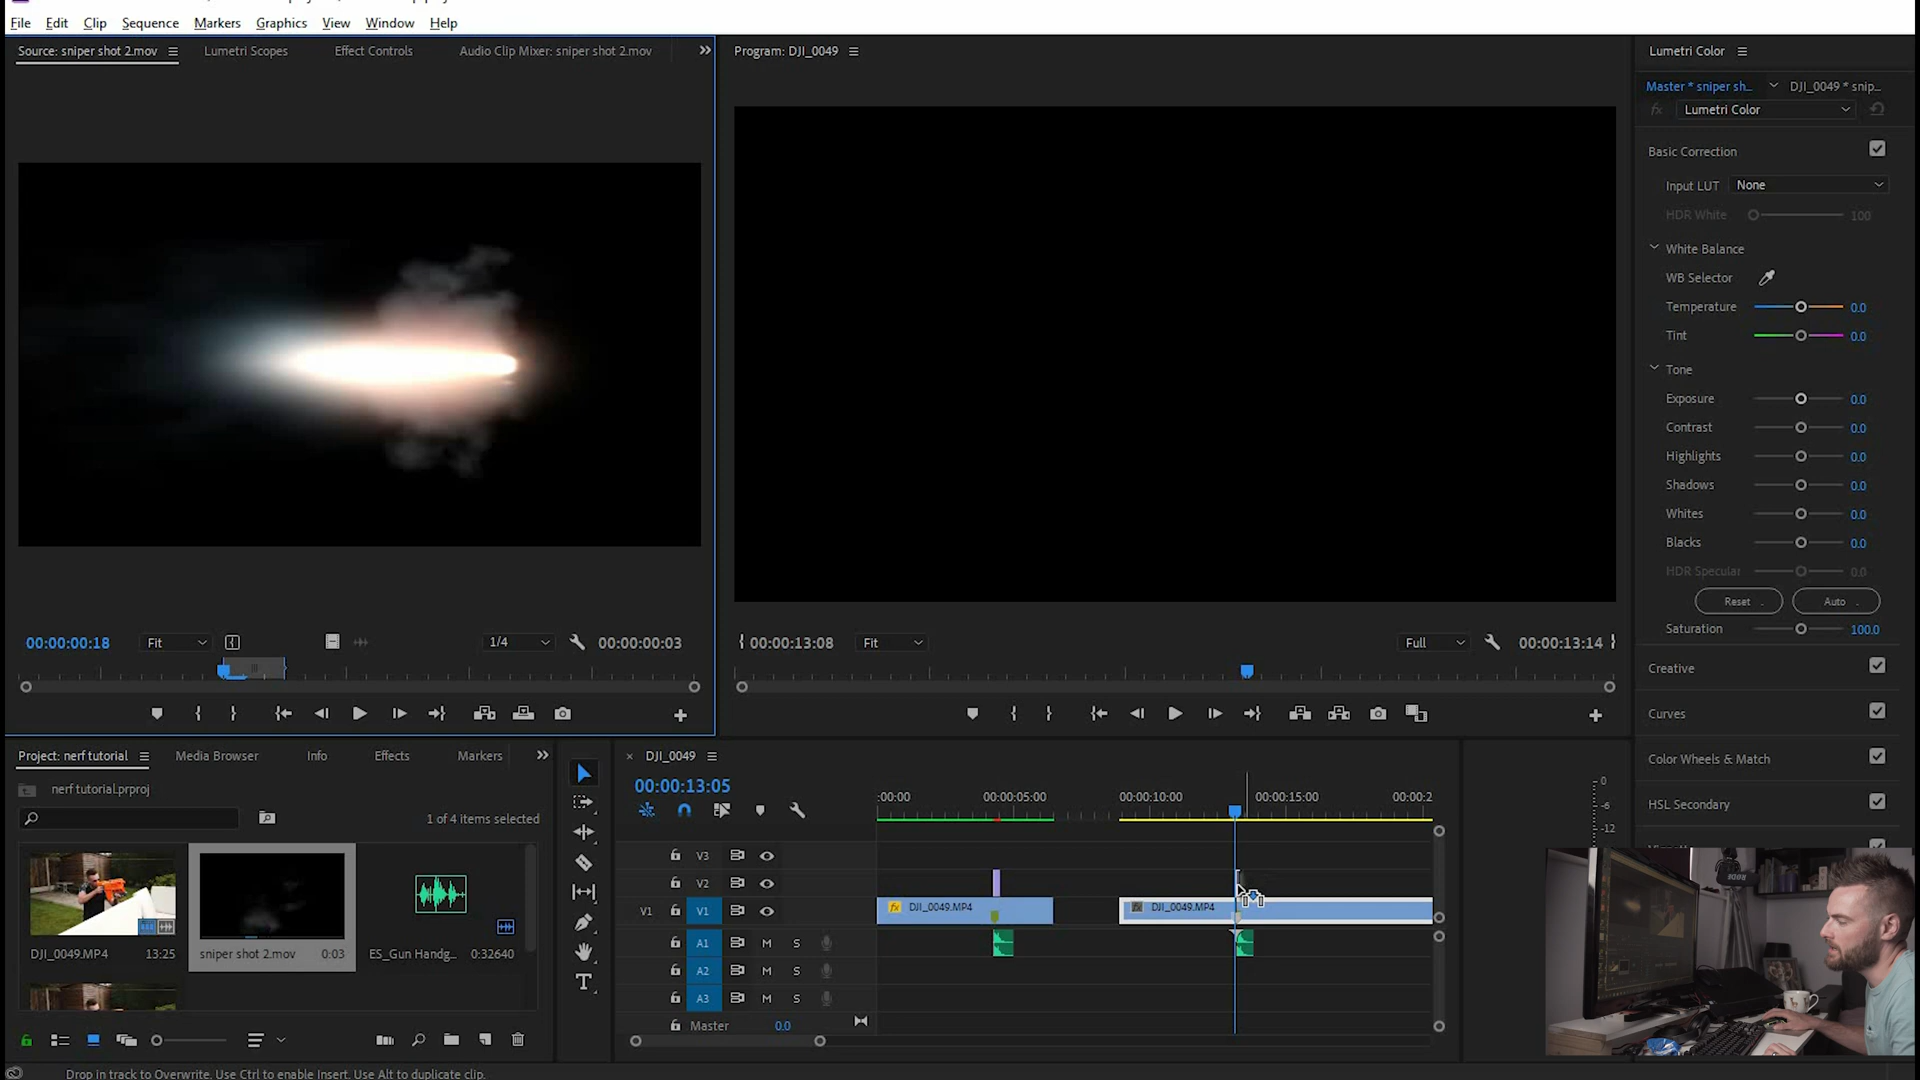 File Edit Clip Sequence Markers Graphics View Window Help
Source: sniper shot 2.mov Lumetri Scopes Effect Controls Audio Clip Mixer: sniper shot 2.mov
Program: DJI_0049
Lumetri Color
Master * sniper sh... DJI_0049 * snip...
fx Lumetri Color
Basic Correction
Input LUT None
HDR White 100
White Balance
WB Selector
Temperature 0.0
Tint 0.0
Tone
Exposure 0.0
Contrast 0.0
Highlights 0.0
Shadows 0.0
Whites 0.0
Blacks 0.0
HDR Specular 0.0
Reset Auto
Saturation 100.0
Creative
Curves
Color Wheels & Match
HSL Secondary
00:00:00:18 Fit 1/4 00:00:00:03
00:00:13:08 Fit Full 00:00:13:14
Project: nerf tutorial Media Browser Info Effects Markers
nerf tutorial.prproj
1 of 4 items selected
DJI_0049.MP4 13:25
sniper shot 2.mov 0:03
ES_Gun Handg... 0:32640
DJI_0049
00:00:13:05
:00:00 00:00:05:00 00:00:10:00 00:00:15:00 00:00:2
V3
V2
V1 V1 DJI_0049.MP4 DJI_0049.MP4
A1 M S
A2 M S
A3 M S
Master 0.0
0
-6
-12
RODE
Drop in track to Overwrite. Use Ctrl to enable Insert. Use Alt to duplicate clip.